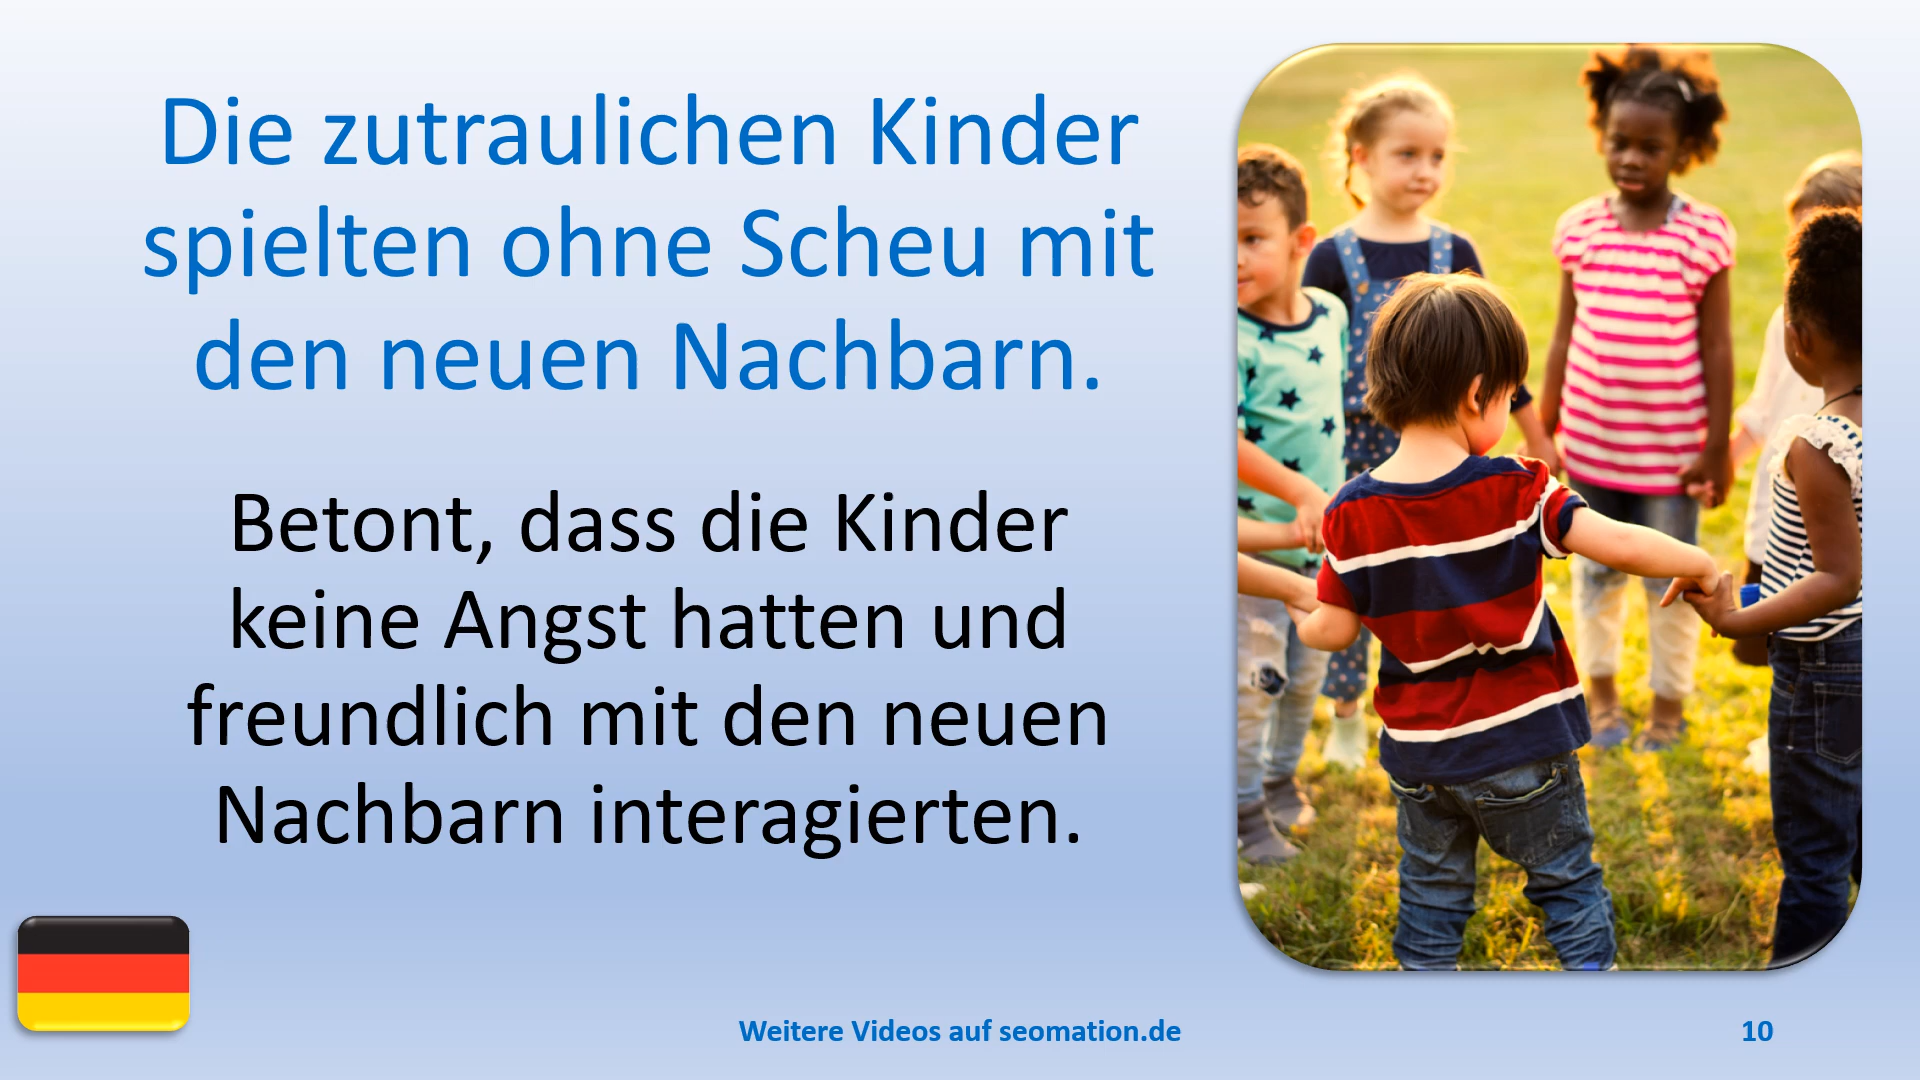 Die zutraulichen Kinder
spielten ohne Scheu mit
den neuen Nachbarn.
Betont, dass die Kinder
keine Angst hatten und
freundlich mit den neuen
Nachbarn interagierten.
Weitere Videos auf seomation.de
10